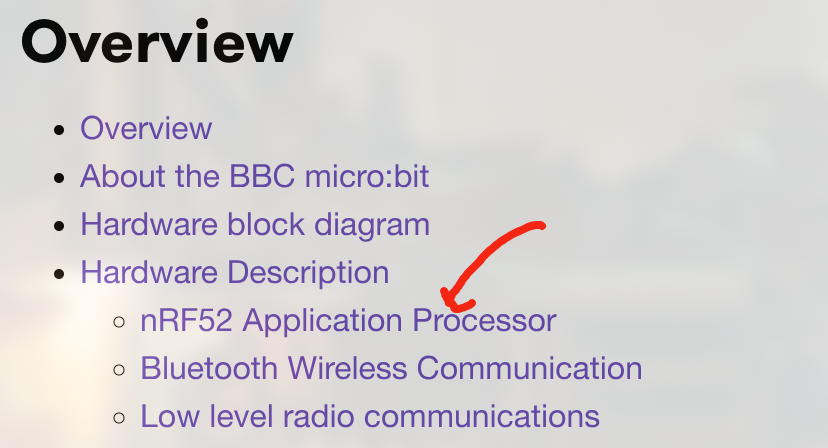 Overview
Overview
About the BBC micro:bit
Hardware block diagram
Hardware Description
nRF52 Application Processor
Bluetooth Wireless Communication
Low level radio communications